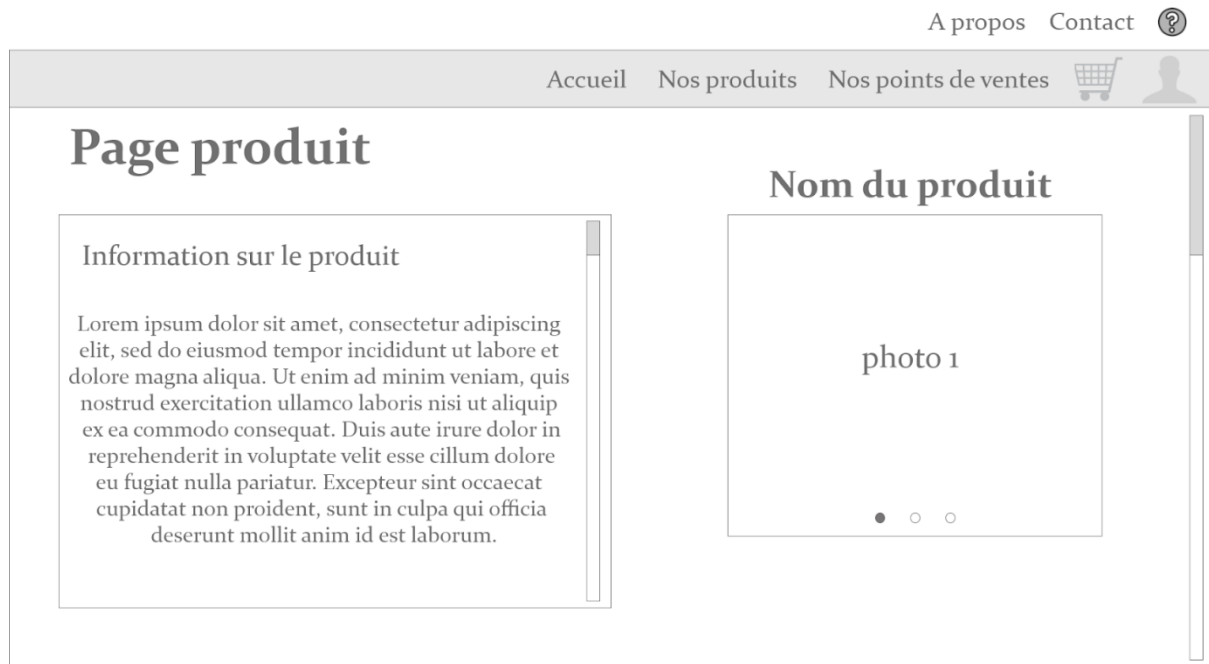 A propos Contact ?
Accueil Nos produits Nos points de ventes
Page produit
Nom du produit
Information sur le produit
Lorem ipsum dolor sit amet, consectetur adipiscing
elit, sed do eiusmod tempor incididunt ut labore et
dolore magna aliqua. Ut enim ad minim veniam, quis
nostrud exercitation ullamco laboris nisi ut aliquip
ex ea commodo consequat. Duis aute irure dolor in
reprehenderit in voluptate velit esse cillum dolore
eu fugiat nulla pariatur. Excepteur sint occaecat
cupidatat non proident, sunt in culpa qui officia
deserunt mollit anim id est laborum.
photo 1